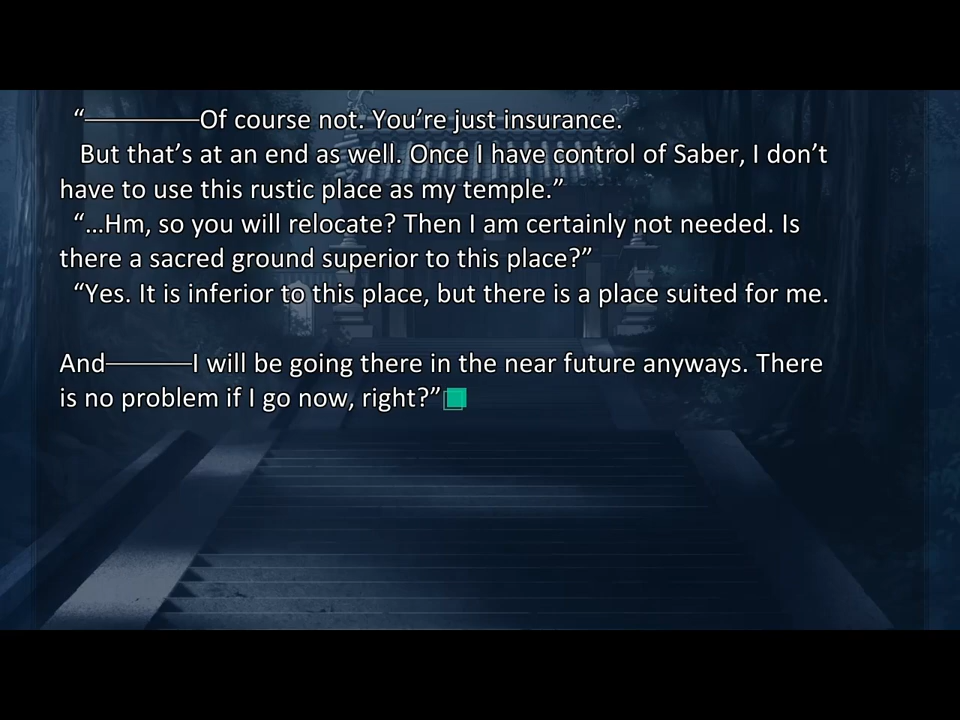 “————Of course not. You’re just insurance.
But that’s at an end as well. Once I have control of Saber, I don’t
have to use this rustic place as my temple.”
“…Hm, so you will relocate? Then I am certainly not needed. Is
there a sacred ground superior to this place?”
“Yes. It is inferior to this place, but there is a place suited for me.
And———I will be going there in the near future anyways. There
is no problem if I go now, right?”